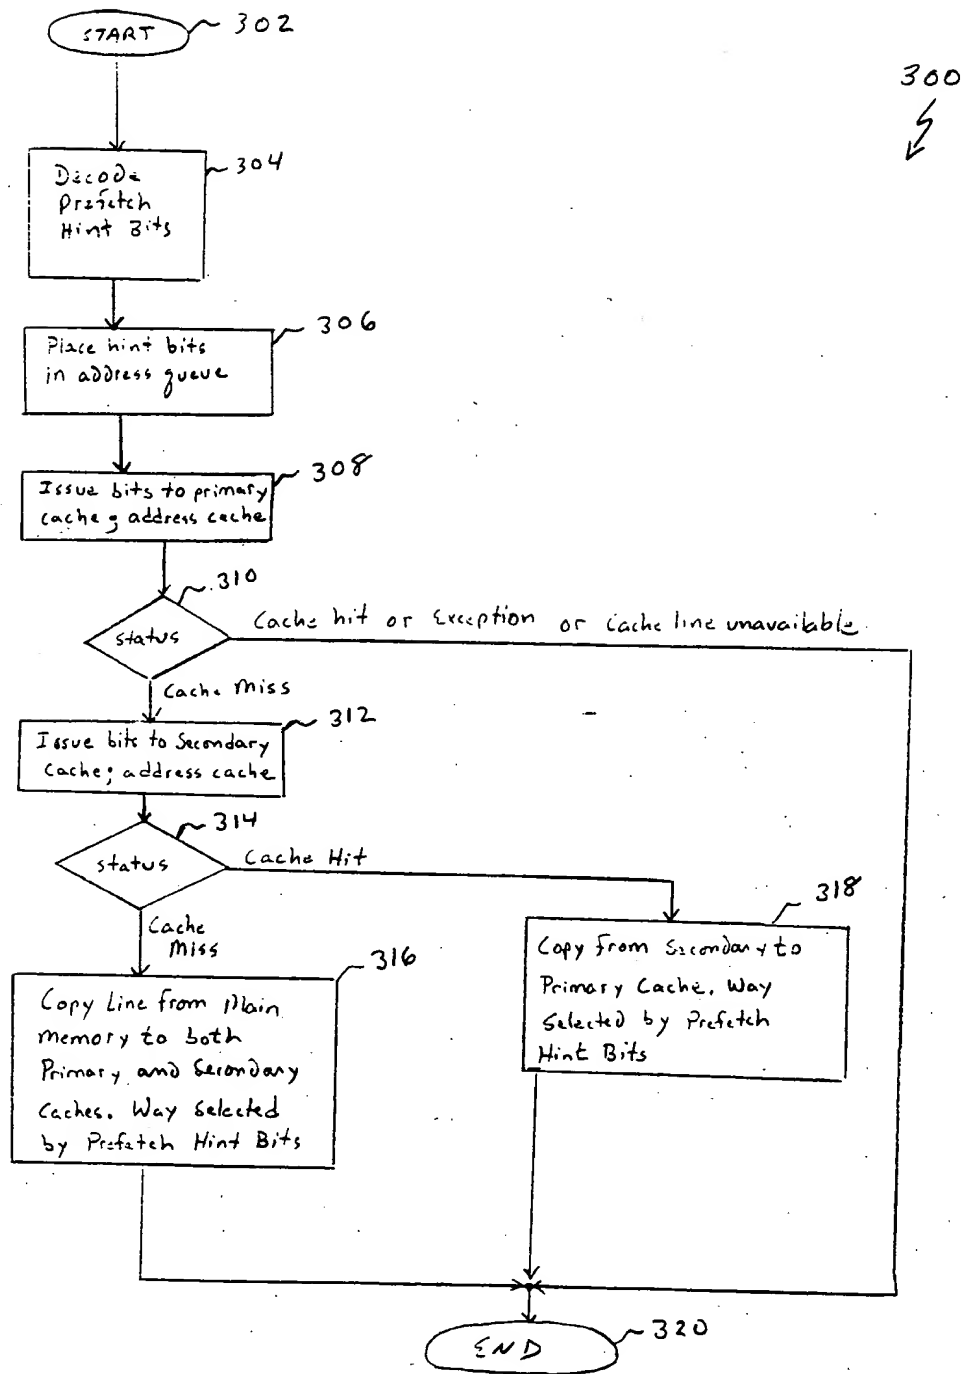 START 302
300
304
Decode
Prefetch
Hint Bits
306
Place hint bits
in address queue
308
Issue bits to primary
cache; address cache
310
status
Cache hit or Exception or cache line unavailable
Cache Miss
312
Issue bits to Secondary
Cache; address cache
314
status
Cache Hit
Cache
Miss
318
Copy from Secondary to
Primary Cache. Way
Selected by Prefetch
Hint Bits
316
Copy Line from Main
Memory to both
Primary and Secondary
Caches. Way Selected
by Prefetch Hint Bits
END 320